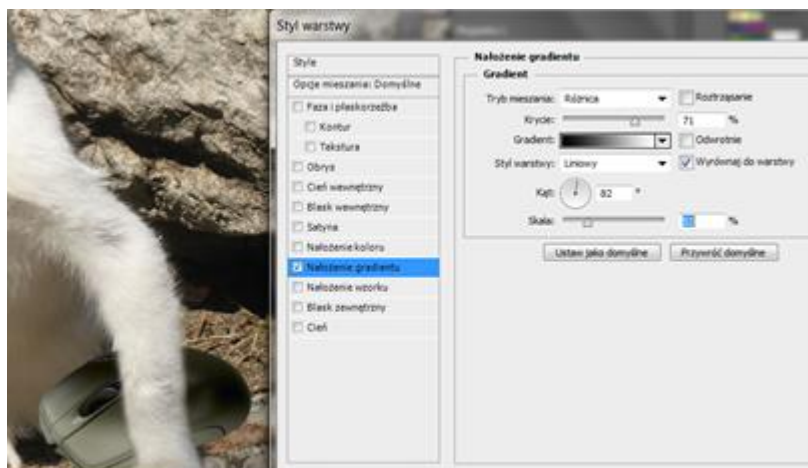 Styl warstwy
Style
Opcje mieszania: Domyślne
Faza i płaskorzeźba
Kontur
Tekstura
Obrys
Cień wewnętrzny
Blask wewnętrzny
Satyna
Nałożenie koloru
Nałożenie gradientu
Nałożenie wzorku
Blask zewnętrzny
Cień
Nałożenie gradientu
Gradient
Tryb mieszania: Różnica Roztrząsanie
Krycie: 71 %
Gradient: Odwrotnie
Styl warstwy: Liniowy Wyrównaj do warstwy
Kąt: 82 °
Skala: %
Ustaw jako domyślne Przywróć domyślne